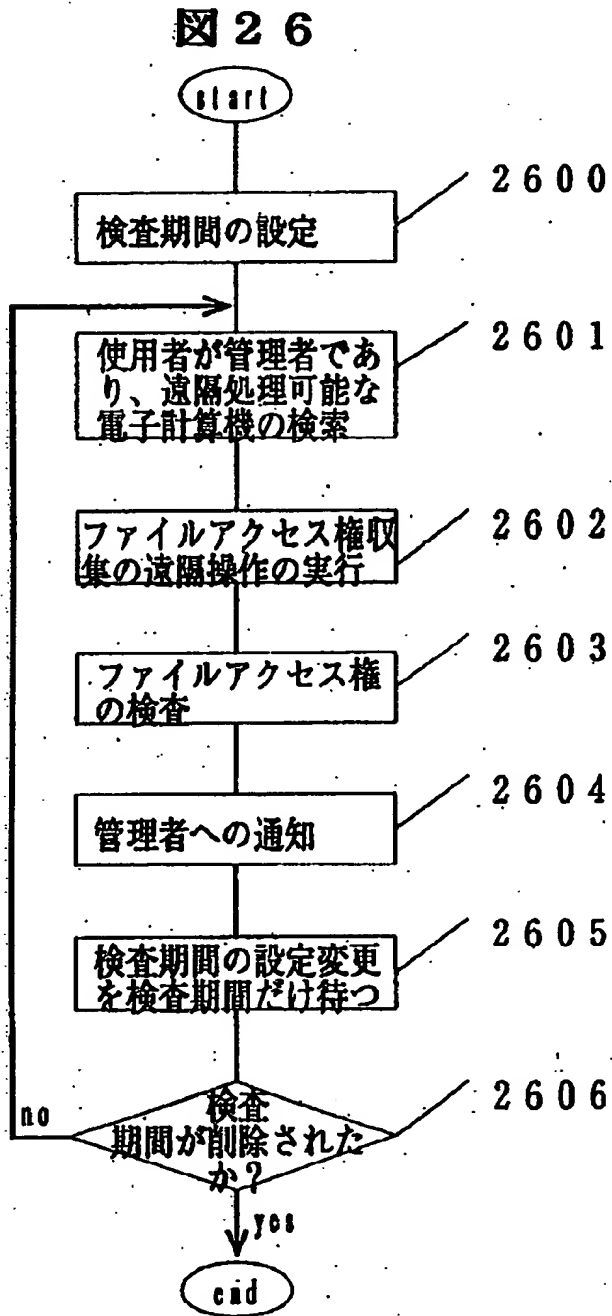 図26
start
2600
検査期間の設定
2601
使用者が管理者であ
り、遠隔処理可能な
電子計算機の検索
2602
ファイルアクセス権収
集の遠隔操作の実行
2603
ファイルアクセス権
の検査
2604
管理者への通知
2605
検査期間の設定変更
を検査期間だけ待つ
2606
検査
期間が削除された
か?
no
yes
end